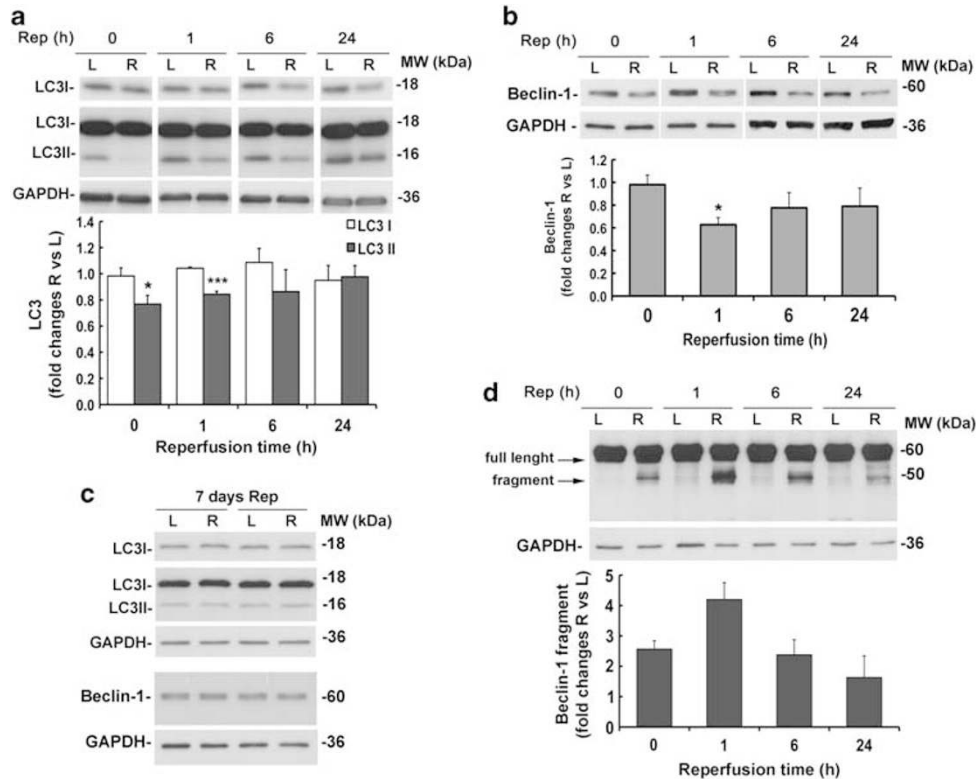 a
Rep (h) 0 1 6 24
L R L R L R L R MW (kDa)
LC3I- -18
LC3I- -18
LC3II- -16
GAPDH- -36
LC3 I
LC3 II
LC3
(fold changes R vs L)
1.4
1.2
1.0
0.8
0.6
0.4
0.2
0.0
* ***
0 1 6 24
Reperfusion time (h)
b
Rep (h) 0 1 6 24
L R L R L R L R MW (kDa)
Beclin-1- -60
GAPDH - -36
Beclin-1
(fold changes R vs L)
1.2
1.0
0.8
0.6
0.4
0.2
0.0
*
0 1 6 24
Reperfusion time (h)
c
7 days Rep
L R L R MW (kDa)
LC3I- -18
LC3I- -18
LC3II- -16
GAPDH- -36
Beclin-1- -60
GAPDH- -36
d
Rep (h) 0 1 6 24
L R L R L R L R MW (kDa)
full lenght -60
fragment -50
GAPDH- -36
Beclin-1 fragment
(fold changes R vs L)
5
4
3
2
1
0
0 1 6 24
Reperfusion time (h)